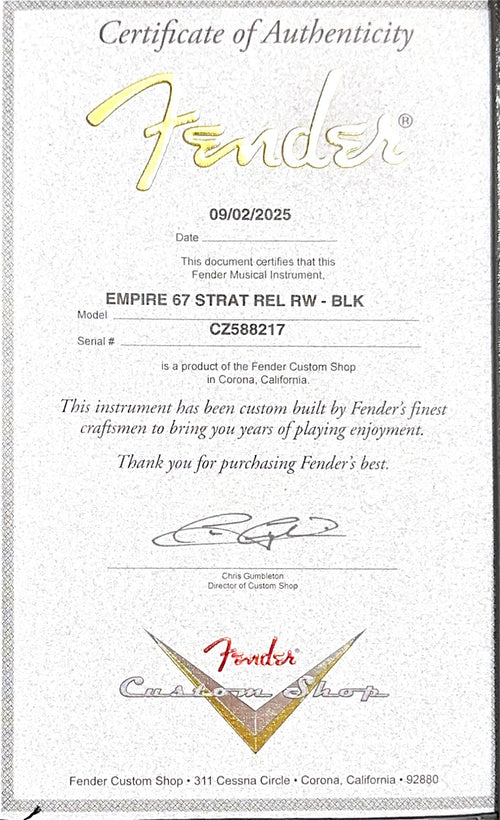 Certificate of Authenticity
Fender®
09/02/2025
Date
This document certifies that this
Fender Musical Instrument,
EMPIRE 67 STRAT REL RW - BLK
Model
CZ588217
Serial #
is a product of the Fender Custom Shop
in Corona, California.
This instrument has been custom built by Fender's finest
craftsmen to bring you years of playing enjoyment.
Thank you for purchasing Fender's best.
Chris Gumbleton
Director of Custom Shop
Fender®
Custom Shop
Fender Custom Shop • 311 Cessna Circle • Corona, California • 92880